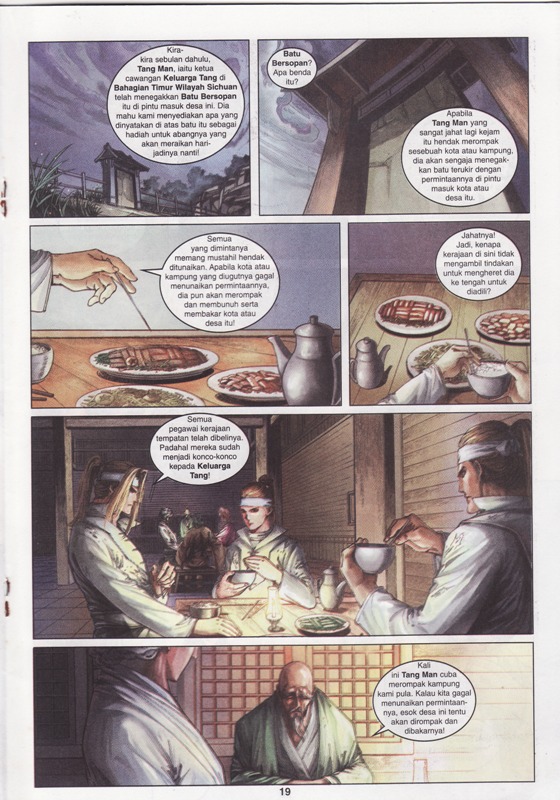 Kira-
kira sebulan dahulu,
Tang Man, iaitu ketua
cawangan Keluarga Tang di
Bahagian Timur Wilayah Sichuan
telah menegakkan Batu Bersopan
itu di pintu masuk desa ini. Dia
mahu kami menyediakan apa yang
dinyatakan di atas batu itu sebagai
hadiah untuk abangnya yang
akan meraikan hari-
jadinya nanti!
Batu
Bersopan?
Apa benda
itu?
Apabila
Tang Man yang
sangat jahat lagi kejam
itu hendak merompak
sesebuah kota atau kampung,
dia akan sengaja menegak-
kan batu terukir dengan
permintaannya di pintu
masuk kota atau
desa itu.
Semua
yang dimintanya
memang mustahil hendak
ditunaikan. Apabila kota atau
kampung yang diugutnya gagal
menunaikan permintaannya,
dia pun akan merompak
dan membunuh serta
membakar kota atau
desa itu!
Jahatnya!
Jadi, kenapa
kerajaan di sini tidak
mengambil tindakan
untuk mengheret dia
ke tengah untuk
diadili?
Semua
pegawai kerajaan
tempatan telah dibelinya.
Padahal mereka sudah
menjadi konco-konco
kepada Keluarga
Tang!
Kali
ini Tang Man cuba
merompak kampung
kami pula. Kalau kita gagal
menunaikan permintaan-
nya, esok desa ini tentu
akan dirompak dan
dibakarnya!
19